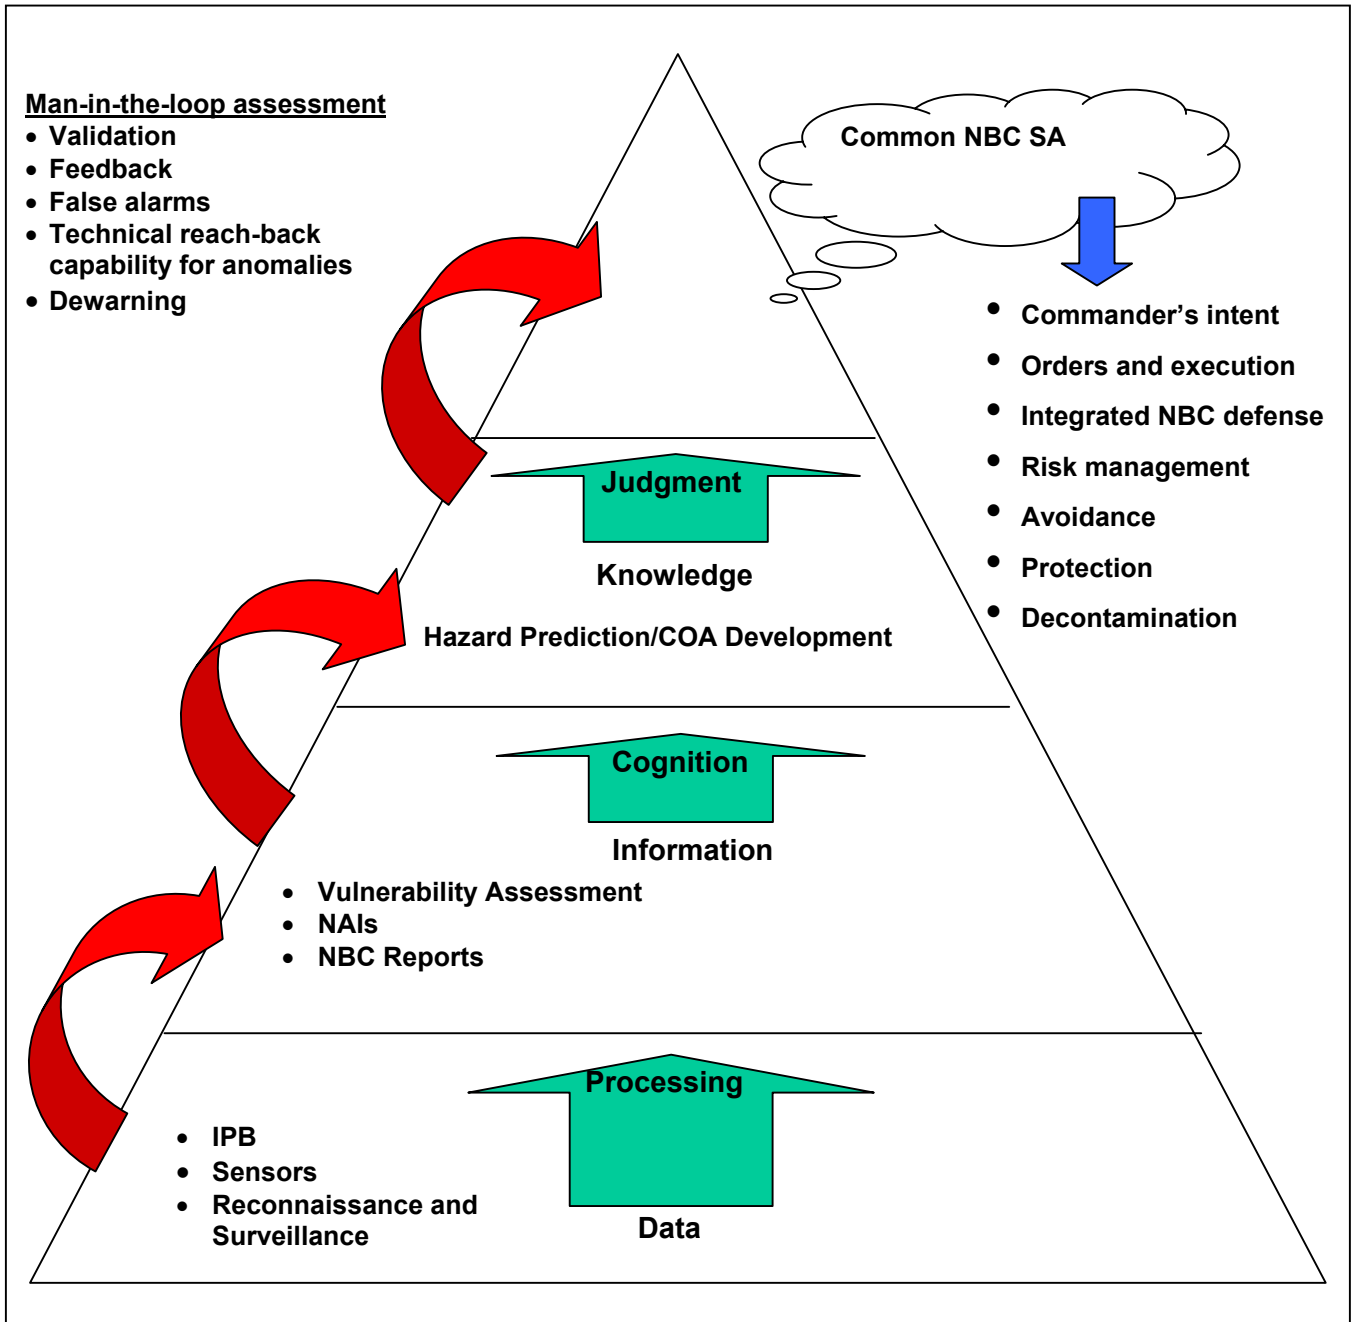 Man-in-the-loop assessment
• Validation
• Feedback
• False alarms
• Technical reach-back
capability for anomalies
• Dewarning
Common NBC SA
• Commander’s intent
• Orders and execution
• Integrated NBC defense
• Risk management
• Avoidance
• Protection
• Decontamination
Judgment
Knowledge
Hazard Prediction/COA Development
Cognition
Information
• Vulnerability Assessment
• NAIs
• NBC Reports
Processing
• IPB
• Sensors
• Reconnaissance and
Surveillance
Data